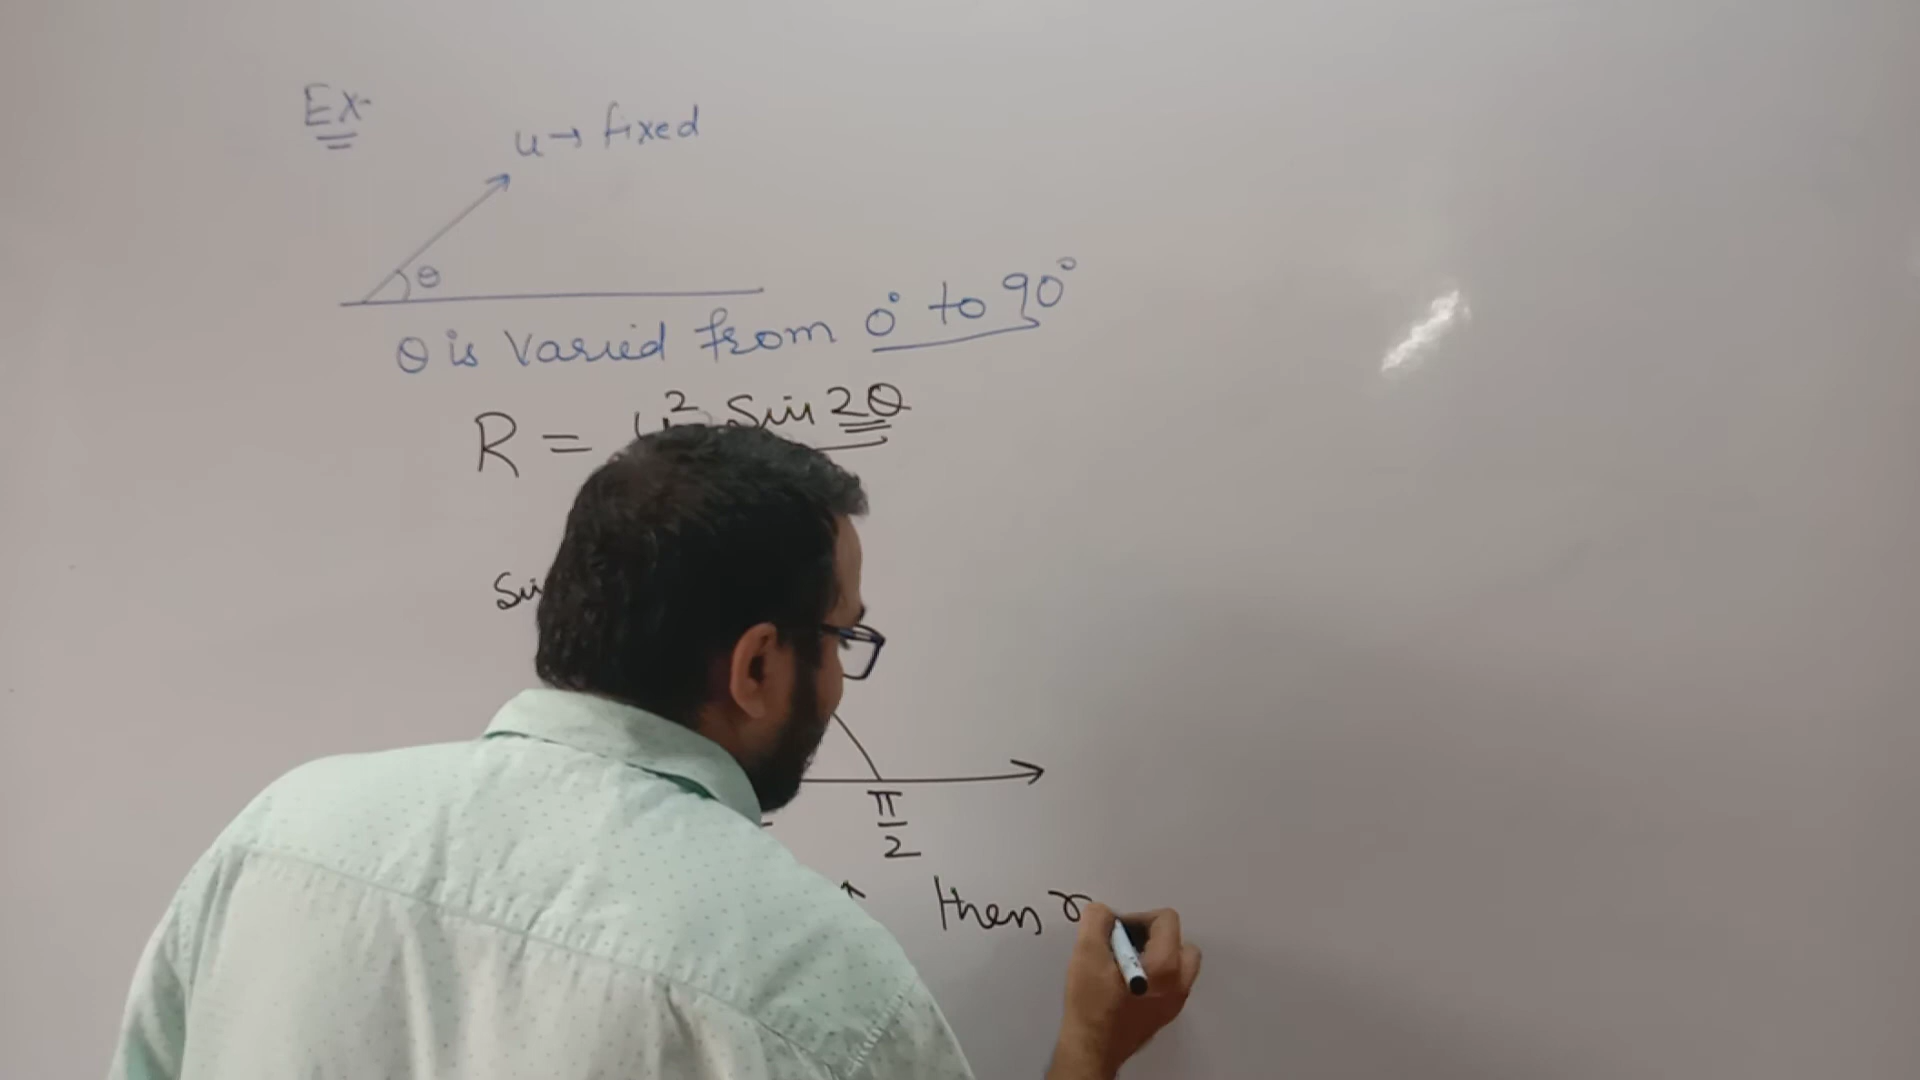 Ex.
u → fixed
θ
θ is varied from 0° to 90°
R = u² Sin 2θ
π/2
↑ then